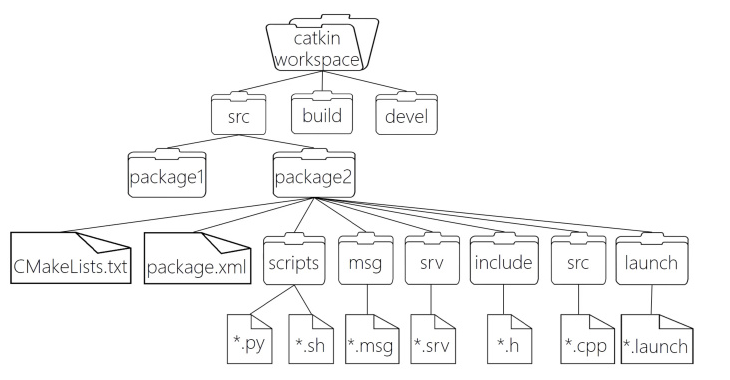 catkin
workspace
src
build
devel
package1
package2
CMakeLists.txt
package.xml
scripts
msg
srv
include
src
launch
*.py
*.sh
*.msg
*.srv
*.h
*.cpp
*.launch